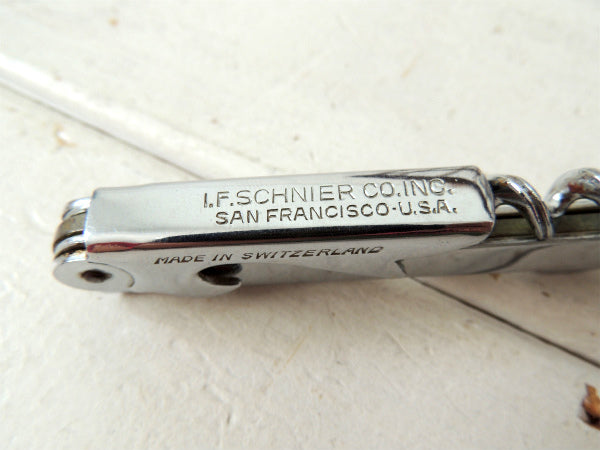 I.F.SCHNIER CO.INC.
SAN FRANCISCO-U.S.A.
MADE IN SWITZERLAND